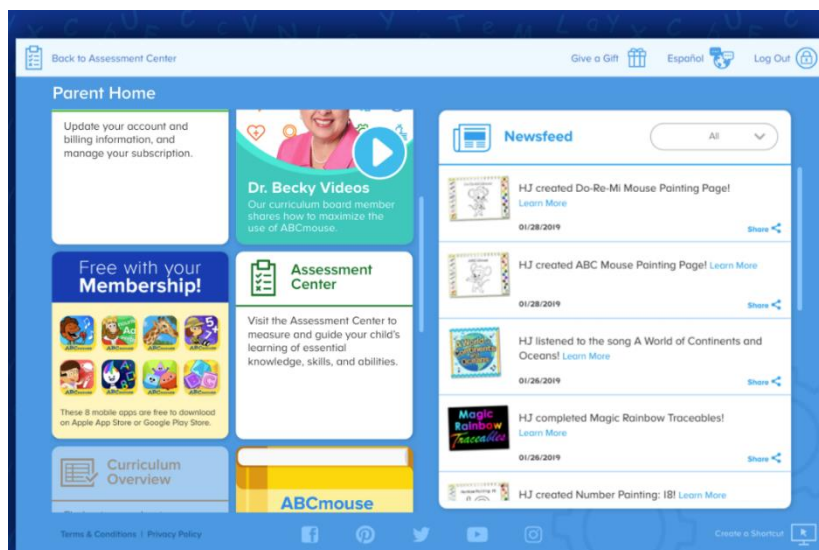 Back to Assessment Center
Give a Gift
Español
Log Out
Parent Home
Update your account and
billing information, and
manage your subscription.
Dr. Becky Videos
Our curriculum board member
shares how to maximize the
use of ABCmouse.
Free with your
Membership!
These 8 mobile apps are free to download
on Apple App Store or Google Play Store.
Assessment
Center
Visit the Assessment Center to
measure and guide your child's
learning of essential
knowledge, skills, and abilities.
Curriculum
Overview
ABCmouse
Newsfeed
All
HJ created Do-Re-Mi Mouse Painting Page!
Learn More
01/28/2019
Share
HJ created ABC Mouse Painting Page! Learn More
01/28/2019
Share
HJ listened to the song A World of Continents and
Oceans! Learn More
01/26/2019
Share
Magic
Rainbow
Traceables
HJ completed Magic Rainbow Traceables!
Learn More
01/26/2019
Share
HJ created Number Painting: 18! Learn More
Terms & Conditions | Privacy Policy
Create a Shortcut